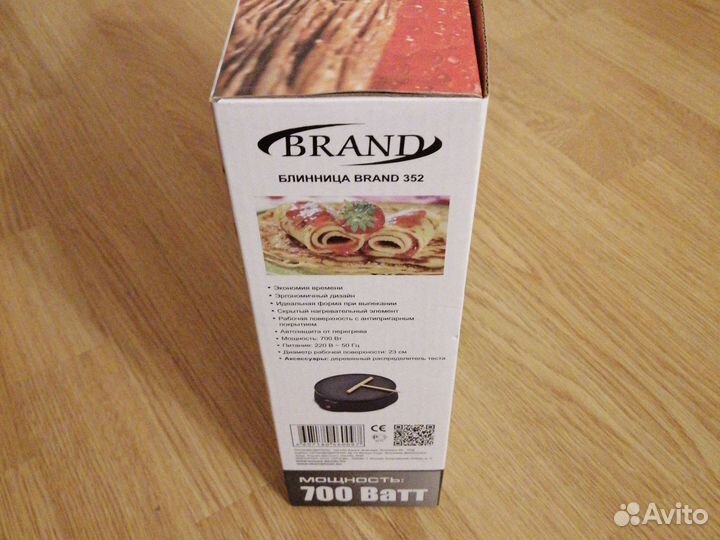 BRAND
БЛИННИЦА BRAND 352
• Экономия времени
• Эргономичный дизайн
• Идеальная форма при выпекании
• Скрытый нагревательный элемент
• Рабочая поверхность с антипригарным
покрытием
• Автозащита от перегрева
• Мощность: 700 Вт
• Питание: 220 В ~ 50 Гц
• Диаметр рабочей поверхности: 23 см
• Аксессуары: деревянный распределитель теста
CE
МОЩНОСТЬ:
700 Ватт
Avito